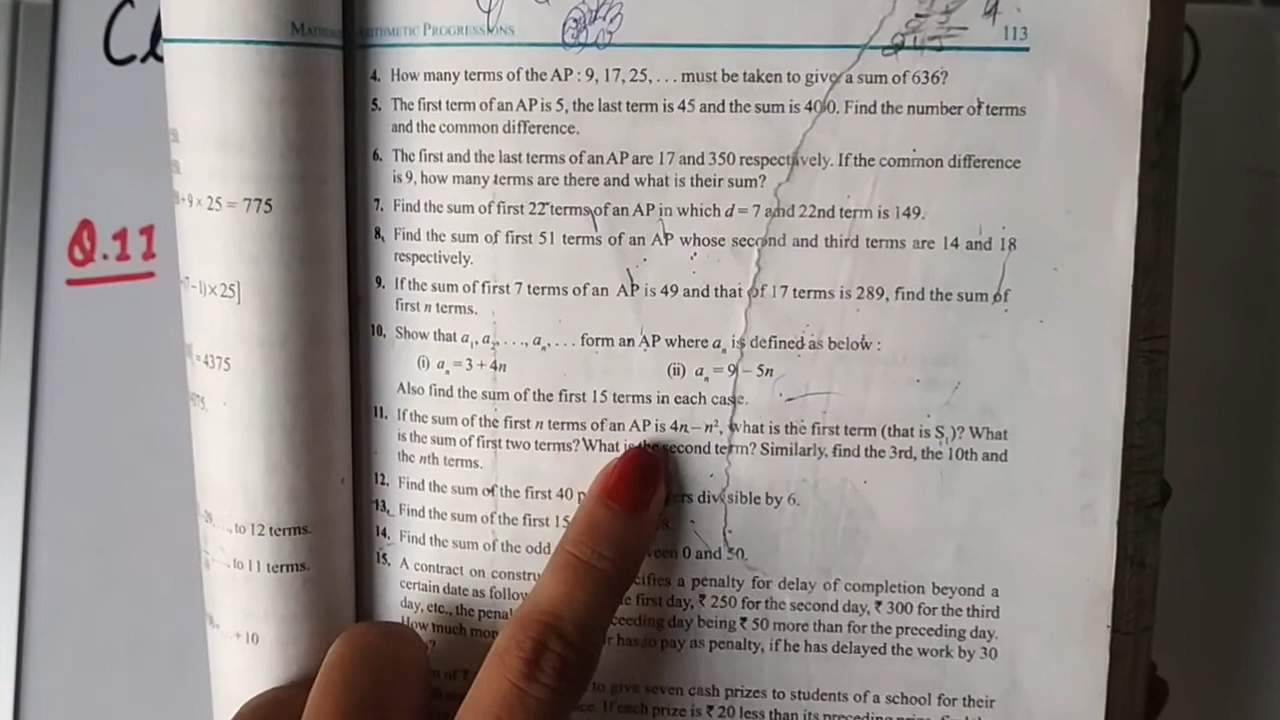 ARITHMETIC PROGRESSIONS 113
4. How many terms of the AP : 9, 17, 25, . . . must be taken to give a sum of 636?
5. The first term of an AP is 5, the last term is 45 and the sum is 400. Find the number of terms
and the common difference.
6. The first and the last terms of an AP are 17 and 350 respectively. If the common difference
is 9, how many terms are there and what is their sum?
7. Find the sum of first 22 terms of an AP in which d = 7 and 22nd term is 149.
8. Find the sum of first 51 terms of an AP whose second and third terms are 14 and 18
respectively.
9. If the sum of first 7 terms of an AP is 49 and that of 17 terms is 289, find the sum of
first n terms.
10. Show that a₁, a₂, . . ., aₙ, . . . form an AP where aₙ is defined as below :
(i) aₙ = 3 + 4n (ii) aₙ = 9 – 5n
Also find the sum of the first 15 terms in each case.
11. If the sum of the first n terms of an AP is 4n – n², what is the first term (that is S₁)? What
is the sum of first two terms? What is the second term? Similarly, find the 3rd, the 10th and
the nth terms.
12. Find the sum of the first 40 divisible by 6.
13. Find the sum of the first 15 8.
14. Find the sum of the odd 0 and 50.
15. A contract on a penalty for delay of completion beyond a
certain date as first day, ₹ 250 for the second day, ₹ 300 for the third
day, etc., the day being ₹ 50 more than for the preceding day.
How much has to pay as penalty, if he has delayed the work by 30
to give seven cash prizes to students of a school for their
If each prize is ₹ 20 less than its
Q.11
+ 9 × 25 = 775
– 1) × 25]
= 4375
to 12 terms.
to 11 terms.
+ 10